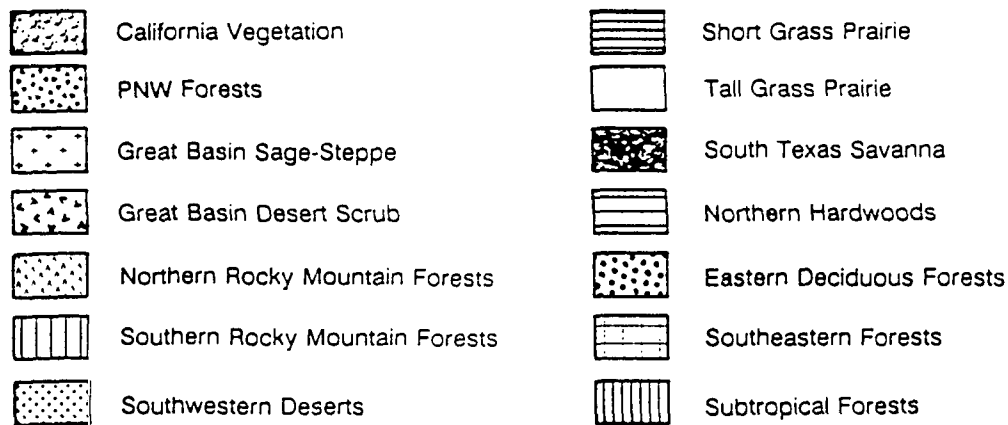 California Vegetation
PNW Forests
Great Basin Sage-Steppe
Great Basin Desert Scrub
Northern Rocky Mountain Forests
Southern Rocky Mountain Forests
Southwestern Deserts
Short Grass Prairie
Tall Grass Prairie
South Texas Savanna
Northern Hardwoods
Eastern Deciduous Forests
Southeastern Forests
Subtropical Forests